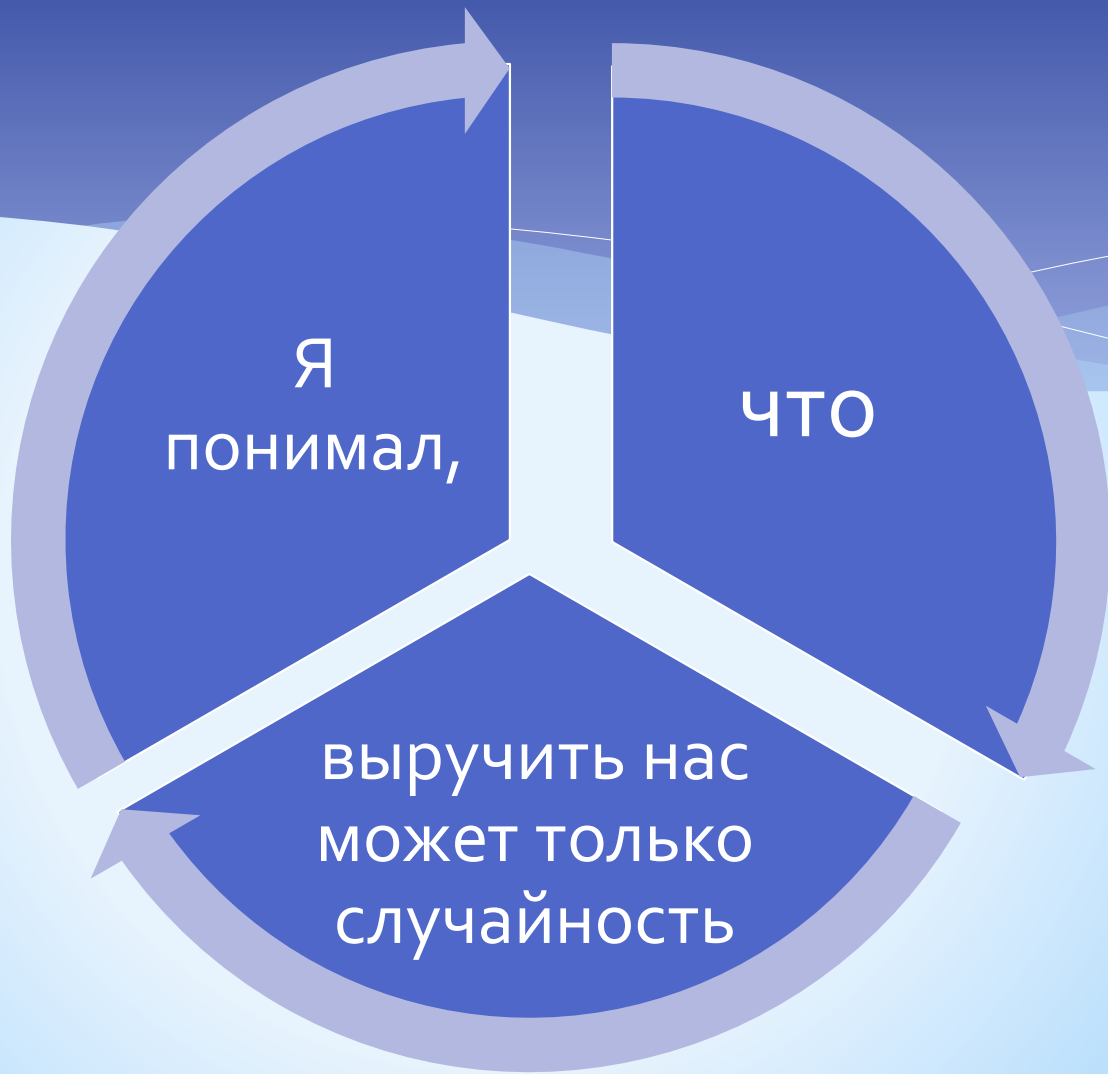 Я
понимал,
что
выручить нас
может только
случайность